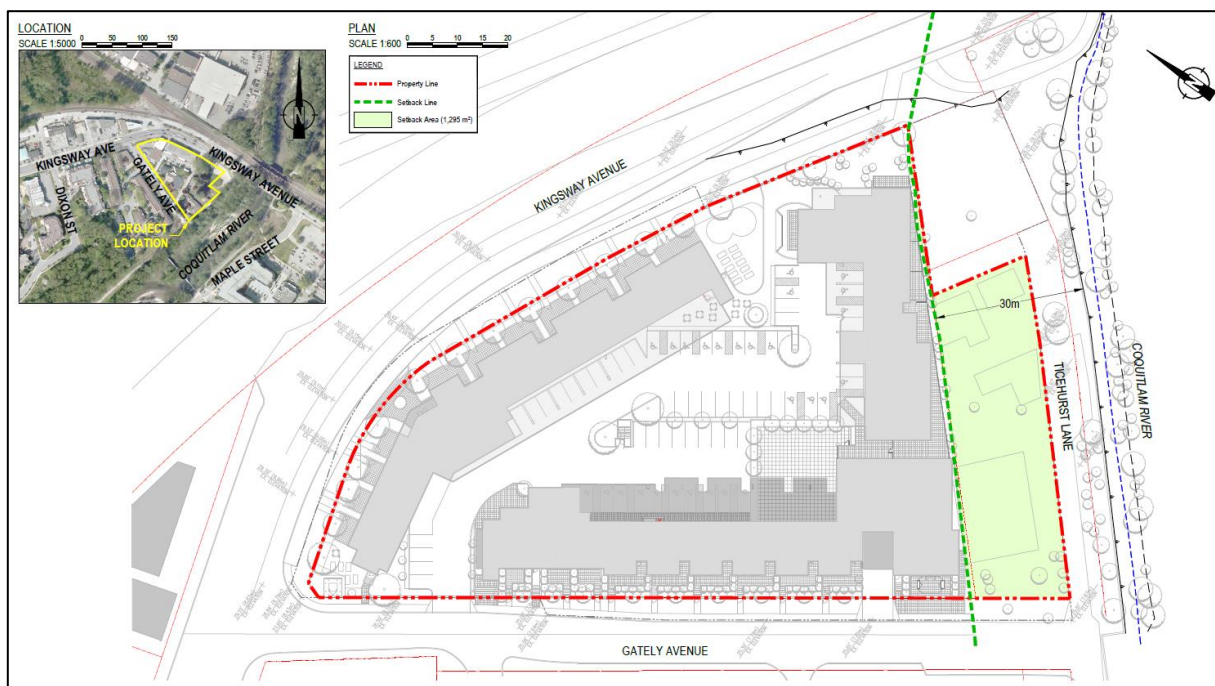 LOCATION
SCALE 1:5000
0 50 100 150
N
KINGSWAY AVE
DIXON ST
GATELY AVE
KINGSWAY AVENUE
PROJECT
LOCATION
COQUITLAM RIVER
MAPLE STREET
PLAN
SCALE 1:600
0 5 10 15 20
LEGEND
Property Line
Setback Line
Setback Area (1,295 m²)
KINGSWAY AVENUE
30m
TICEHURST LANE
COQUITLAM RIVER
GATELY AVENUE